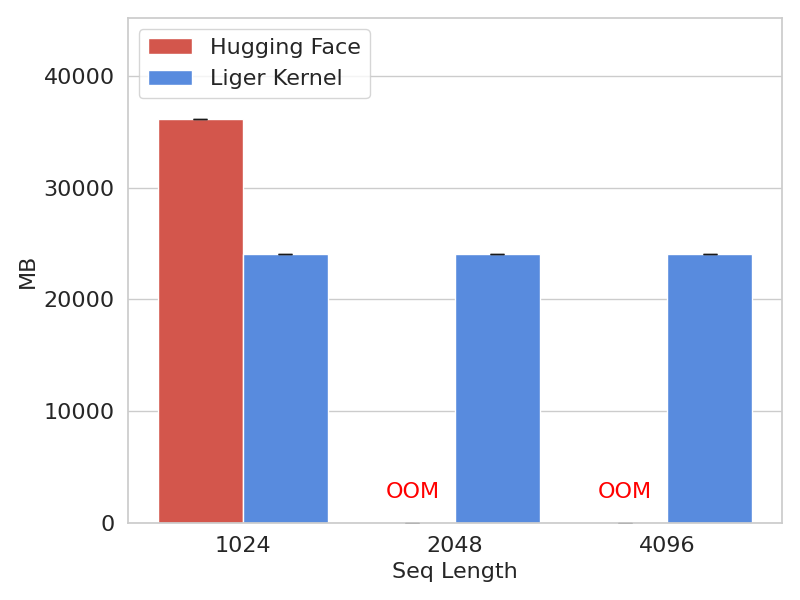 Hugging Face
Liger Kernel
40000
30000
20000
10000
0
MB
OOM
OOM
1024
2048
4096
Seq Length